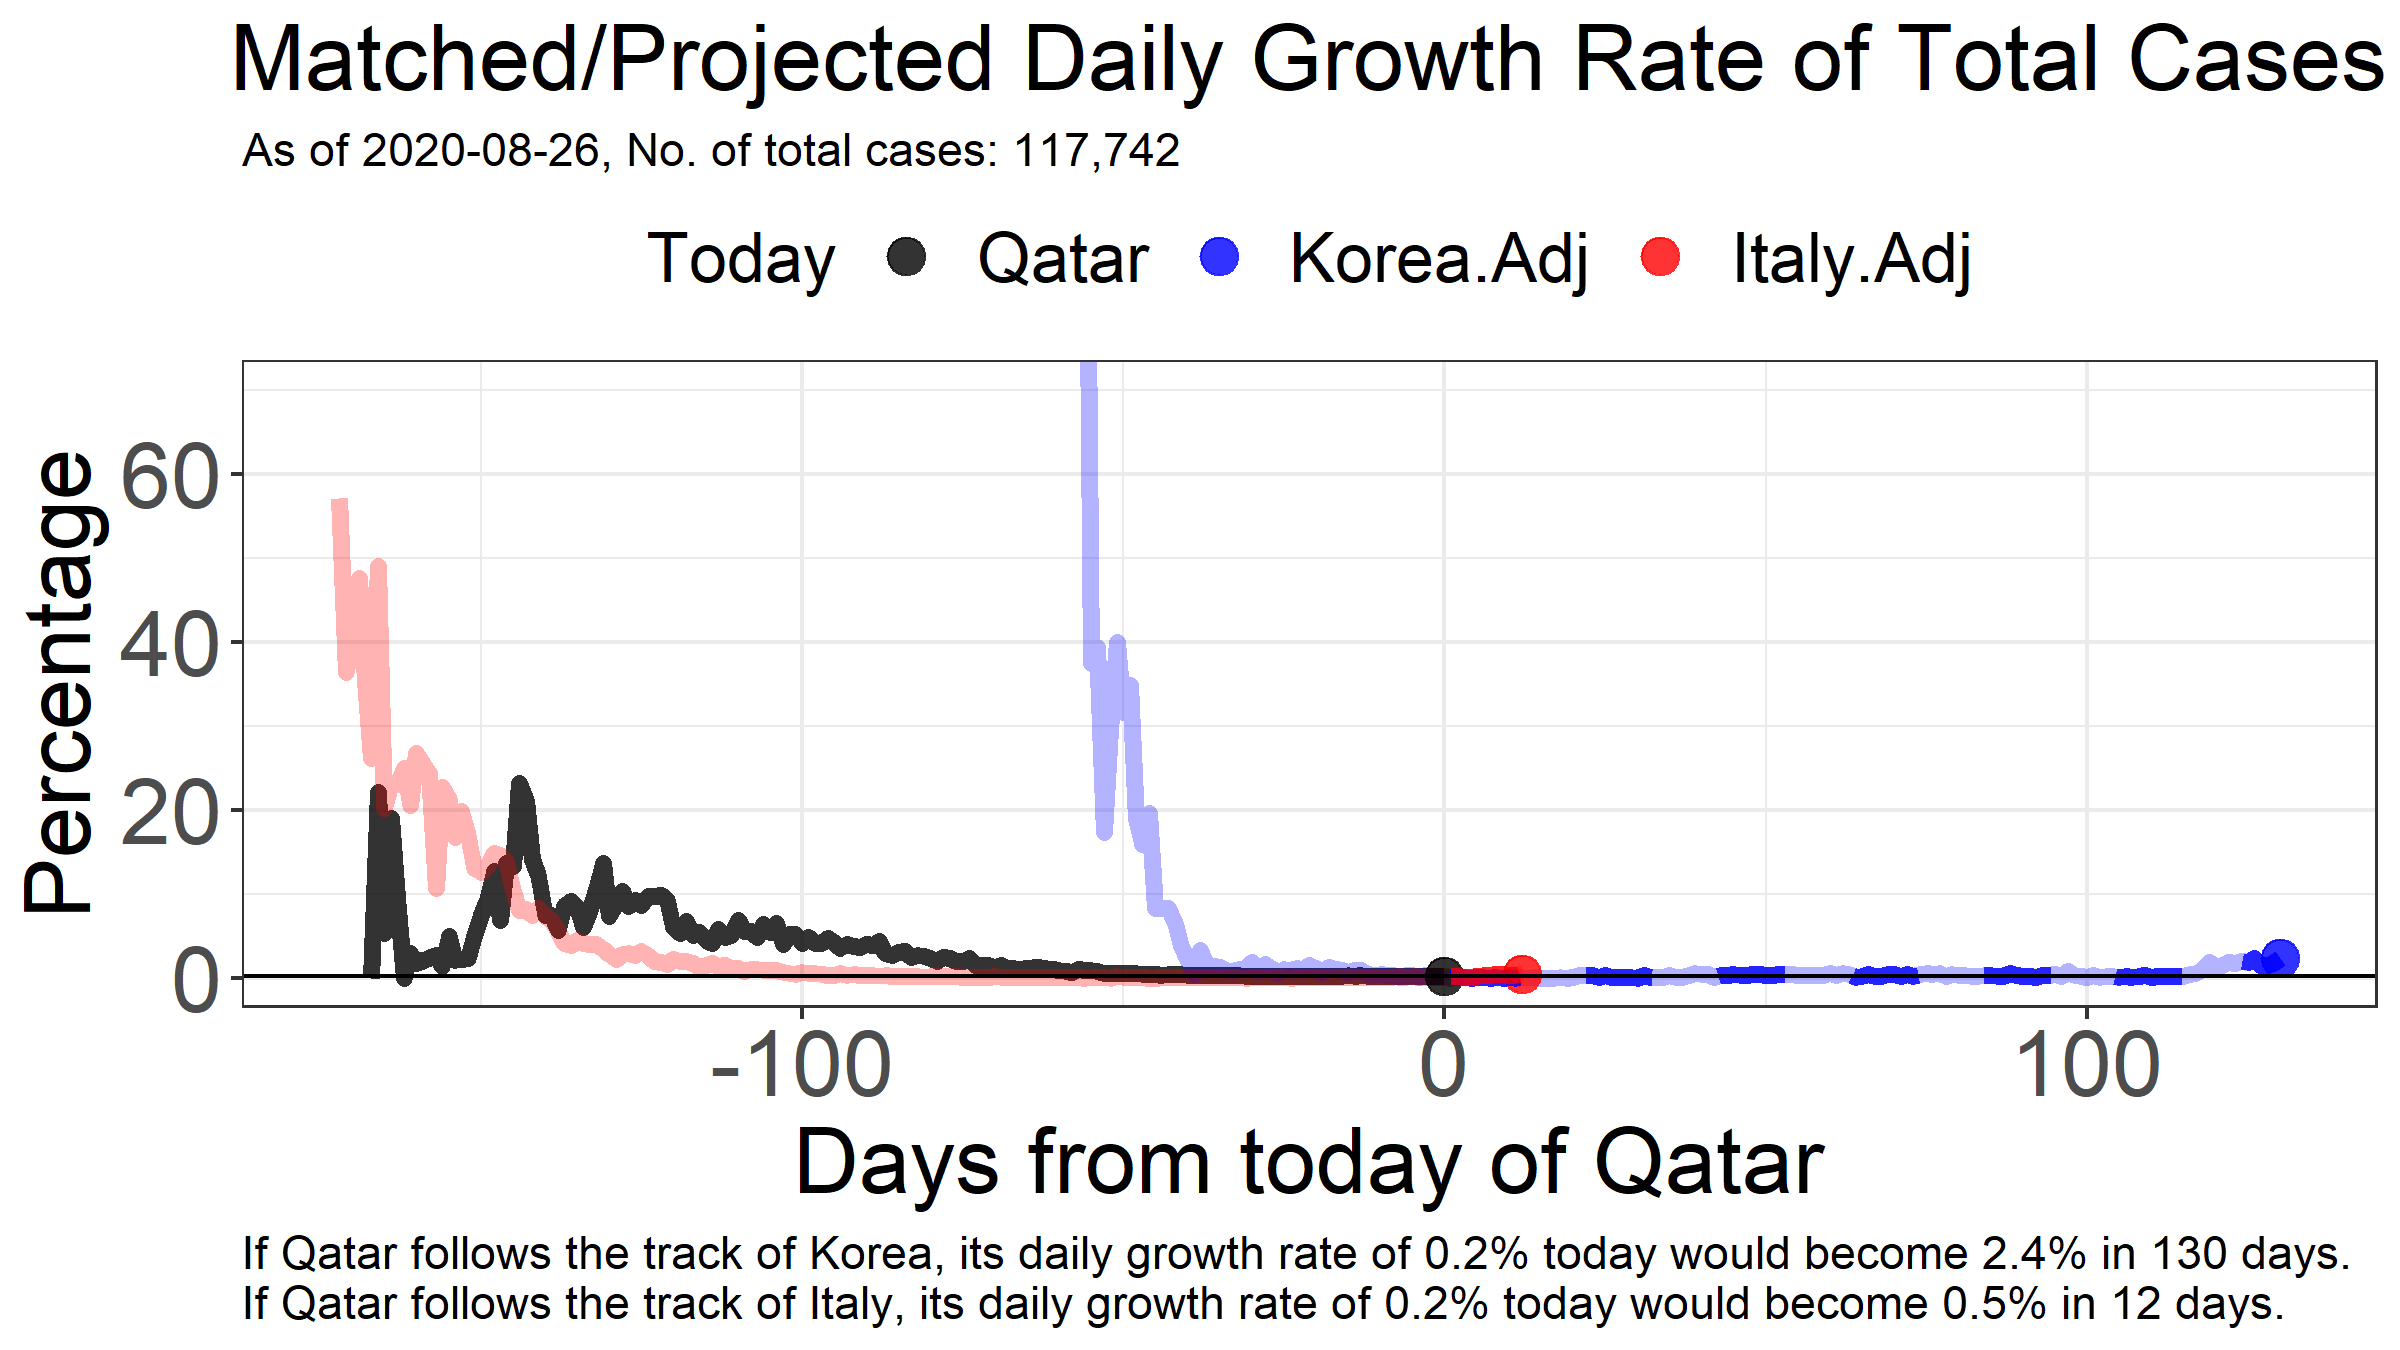 Matched/Projected Daily Growth Rate of Total Cases
As of 2020-08-26, No. of total cases: 117,742
Today Qatar Korea.Adj Italy.Adj
Percentage
60
40
20
0
-100 0 100
Days from today of Qatar
If Qatar follows the track of Korea, its daily growth rate of 0.2% today would become 2.4% in 130 days.
If Qatar follows the track of Italy, its daily growth rate of 0.2% today would become 0.5% in 12 days.